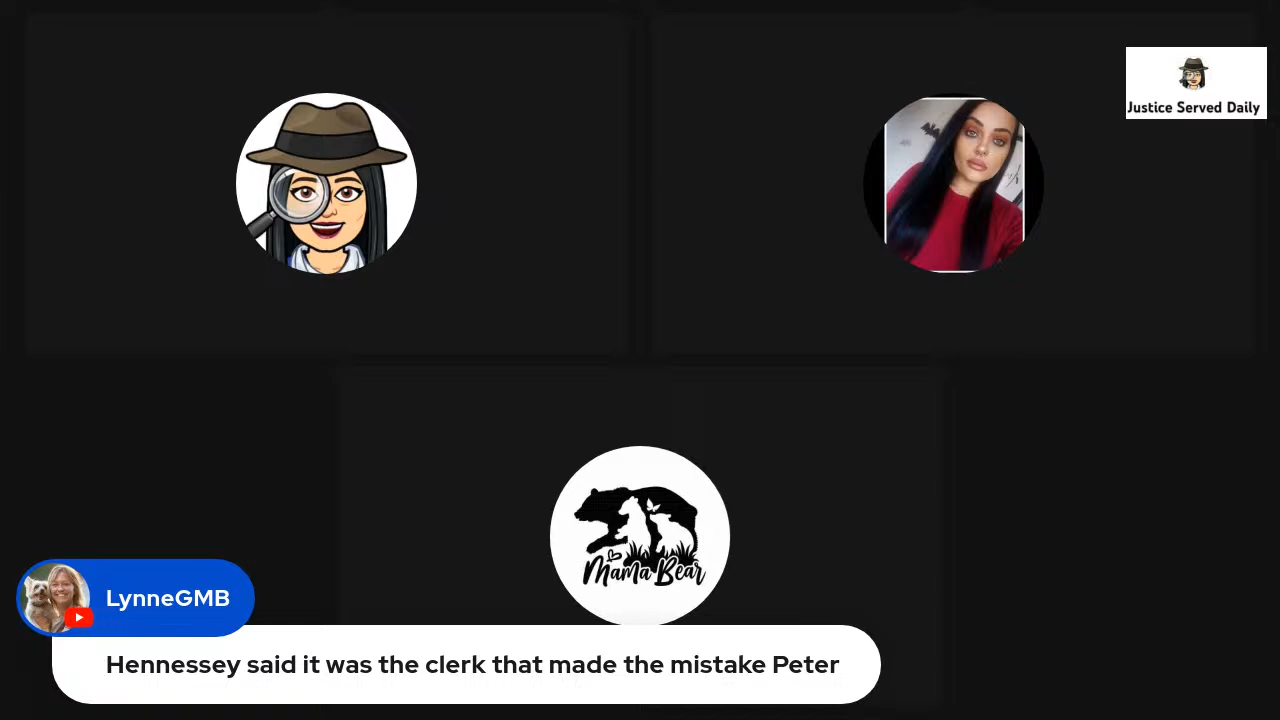 Justice Served Daily
Mama Bear
LynneGMB
Hennessey said it was the clerk that made the mistake Peter